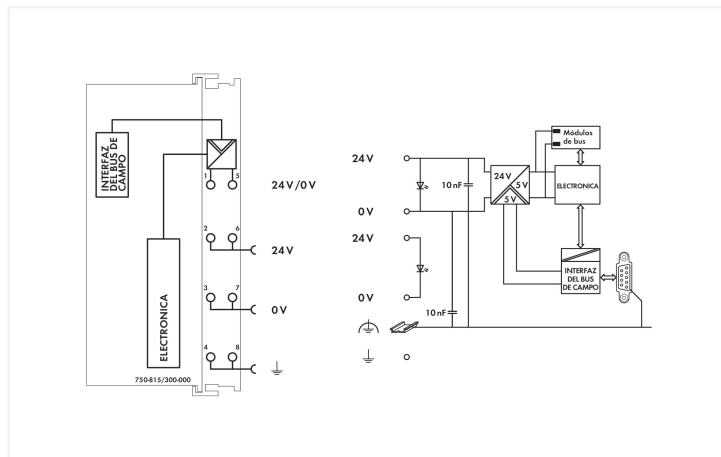 INTERFAZ
DEL BUS DE
CAMPO
1
5
24 V / 0 V
2
6
24 V
3
7
0 V
4
8
ELECTRONICA
750-815/300-000
24 V
0 V
24 V
0 V
10 nF
10 nF
24 V
5 V
5 V
Módulos
de bus
ELECTRONICA
INTERFAZ
DEL BUS
DE CAMPO